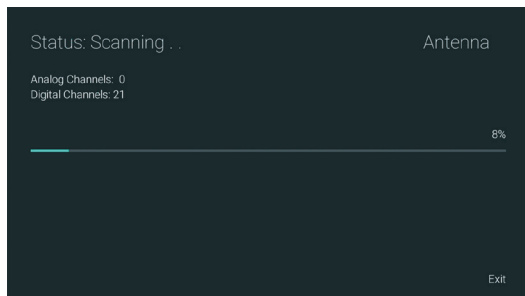 Status: Scanning . .
Antenna
Analog Channels: 0
Digital Channels: 21
8%
Exit